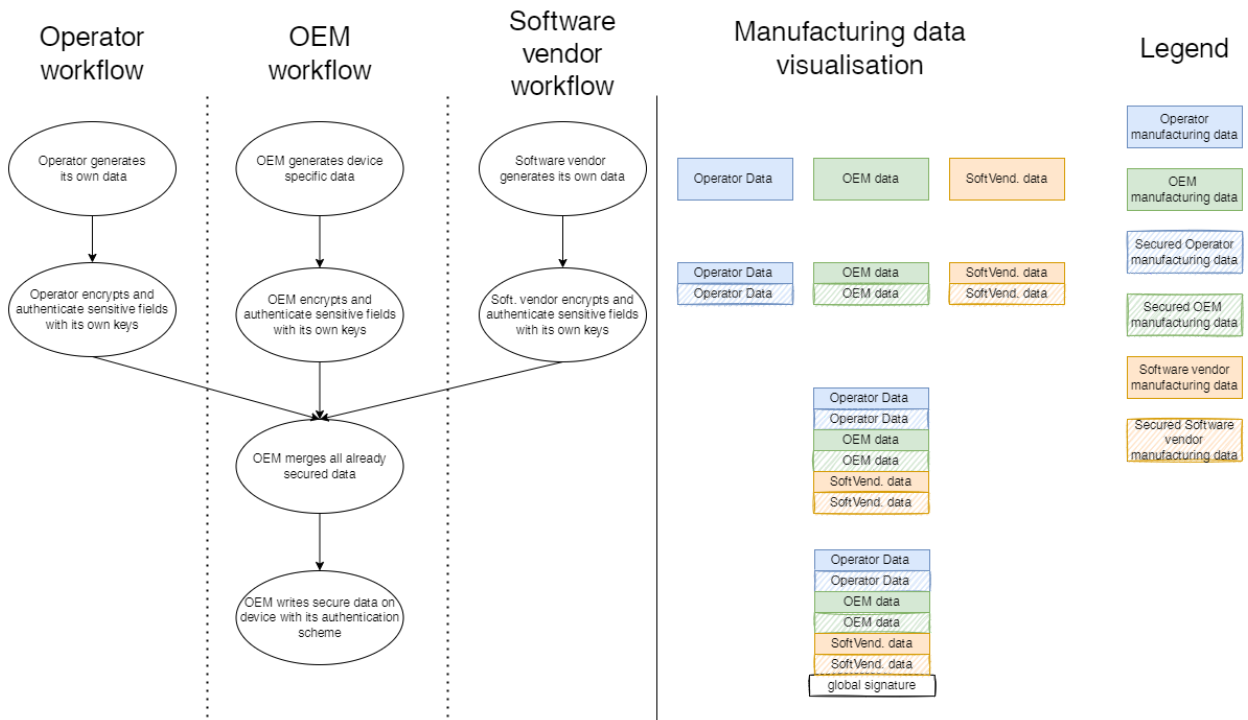 Operator
workflow
OEM
workflow
Software
vendor
workflow
Manufacturing data
visualisation
Legend
Operator generates
its own data
OEM generates device
specific data
Software vendor
generates its own data
Operator Data
OEM data
SoftVend. data
Operator encrypts and
authenticate sensitive fields
with its own keys
OEM encrypts and
authenticate sensitive fields
with its own keys
Soft. vendor encrypts and
authenticate sensitive fields
with its own keys
Operator Data
Operator Data
OEM data
OEM data
SoftVend. data
SoftVend. data
OEM merges all already
secured data
Operator Data
Operator Data
OEM data
OEM data
SoftVend. data
SoftVend. data
OEM writes secure data on
device with its authentication
scheme
Operator Data
Operator Data
OEM data
OEM data
SoftVend. data
SoftVend. data
global signature
Operator
manufacturing data
OEM
manufacturing data
Secured Operator
manufacturing data
Secured OEM
manufacturing data
Software vendor
manufacturing data
Secured Software
vendor
manufacturing data